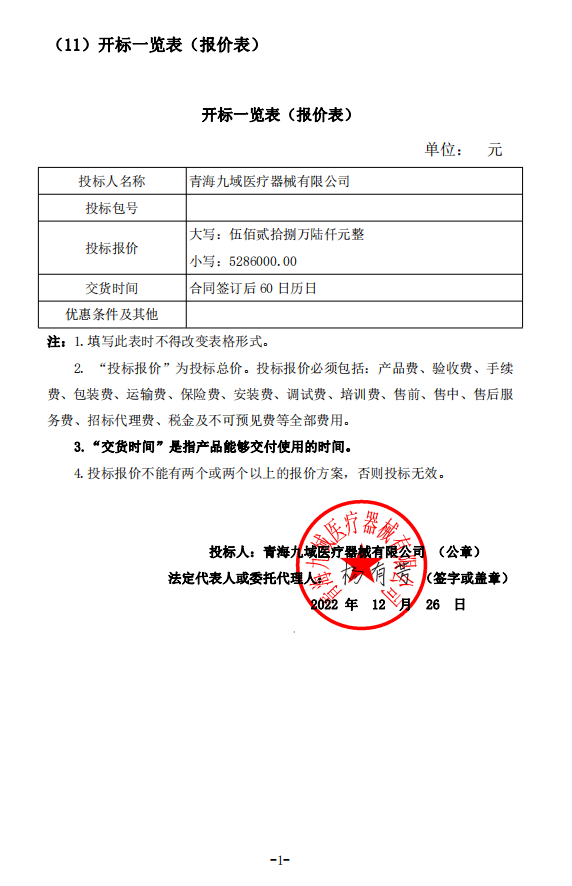 （11）开标一览表（报价表）
开标一览表（报价表）
单位： 元
投标人名称 青海九域医疗器械有限公司
投标包号
投标报价 大写：伍佰贰拾捌万陆仟元整
小写：5286000.00
交货时间 合同签订后 60 日历日
优惠条件及其他
注：1.填写此表时不得改变表格形式。
2. “投标报价”为投标总价。投标报价必须包括：产品费、验收费、手续
费、包装费、运输费、保险费、安装费、调试费、培训费、售前、售中、售后服
务费、招标代理费、税金及不可预见费等全部费用。
3.“交货时间”是指产品能够交付使用的时间。
4.投标报价不能有两个或两个以上的报价方案，否则投标无效。
投标人：青海九域医疗器械有限公司 （公章）
法定代表人或委托代理人： （签字或盖章）
2022 年 12 月 26 日
青海九域医疗器械有限公司
-1-